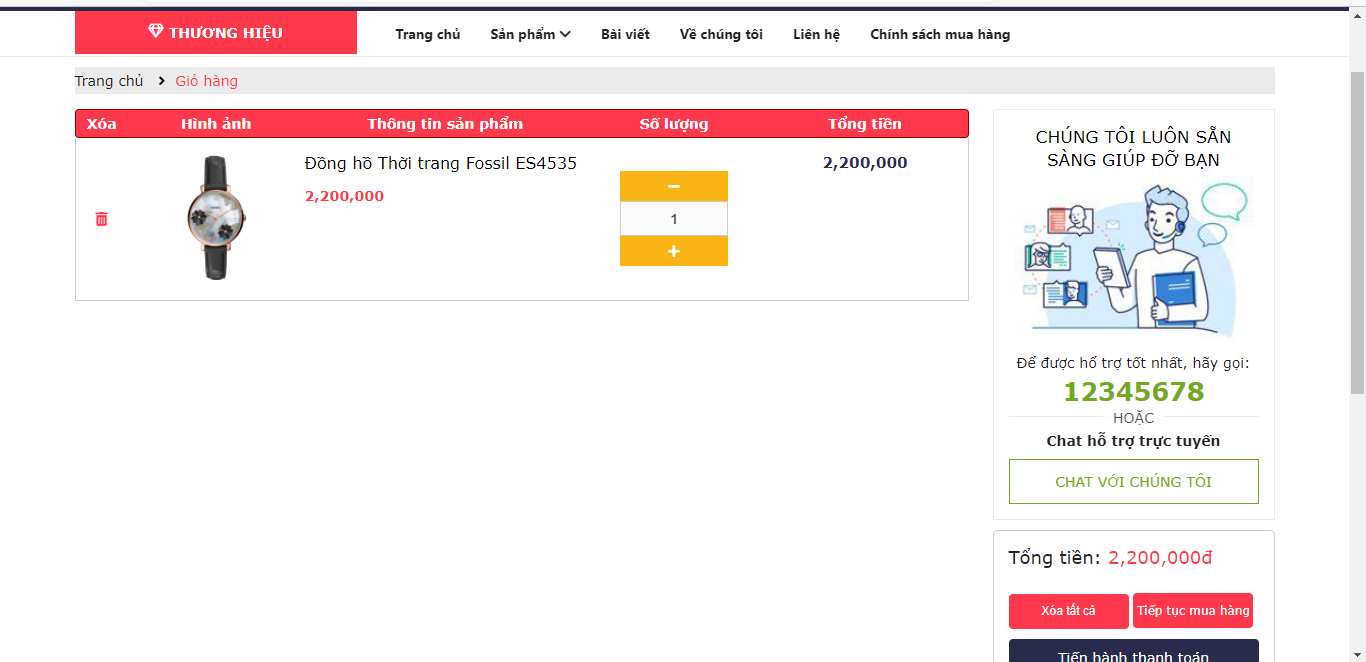 THƯƠNG HIỆU
Trang chủ Sản phẩm Bài viết Về chúng tôi Liên hệ Chính sách mua hàng
Trang chủ Giỏ hàng
Xóa Hình ảnh Thông tin sản phẩm Số lượng Tổng tiền
Đồng hồ Thời trang Fossil ES4535
2,200,000
1
2,200,000
CHÚNG TÔI LUÔN SẴN
SÀNG GIÚP ĐỠ BẠN
Để được hổ trợ tốt nhất, hãy gọi:
12345678
HOẶC
Chat hỗ trợ trực tuyến
CHAT VỚI CHÚNG TÔI
Tổng tiền: 2,200,000đ
Xóa tất cả Tiếp tục mua hàng
Tiến hành thanh toán